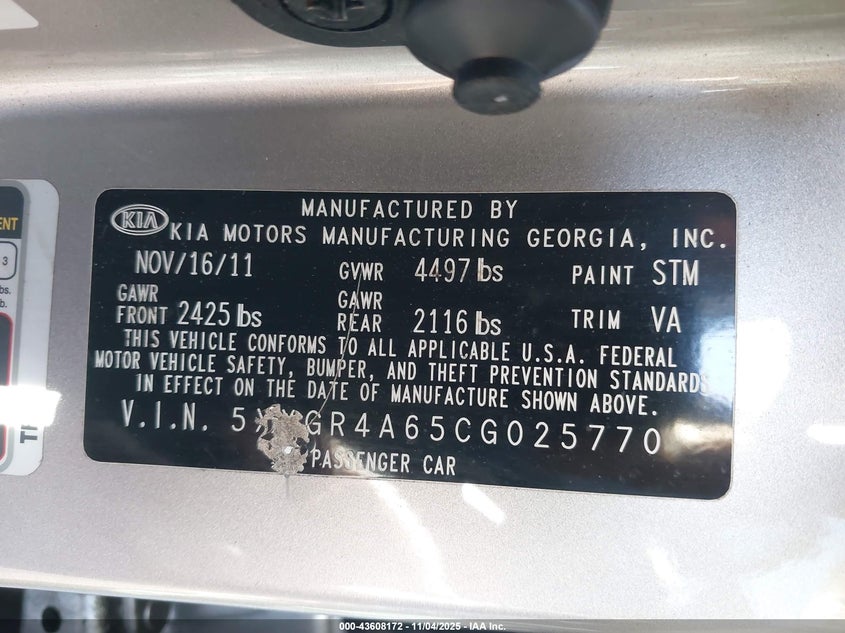 KIA
MANUFACTURED BY
KIA MOTORS MANUFACTURING GEORGIA, INC.
NOV/16/11 GVWR 4497 lbs PAINT STM
GAWR FRONT 2425 lbs GAWR REAR 2116 lbs TRIM VA
THIS VEHICLE CONFORMS TO ALL APPLICABLE U.S.A. FEDERAL
MOTOR VEHICLE SAFETY, BUMPER, AND THEFT PREVENTION STANDARDS
IN EFFECT ON THE DATE OF MANUFACTURE SHOWN ABOVE.
V.I.N. 5 GR4A65CG025770
PASSENGER CAR
ENT
3
bs.
b.
000-43608172 - 11/04/2025 - IAA Inc.